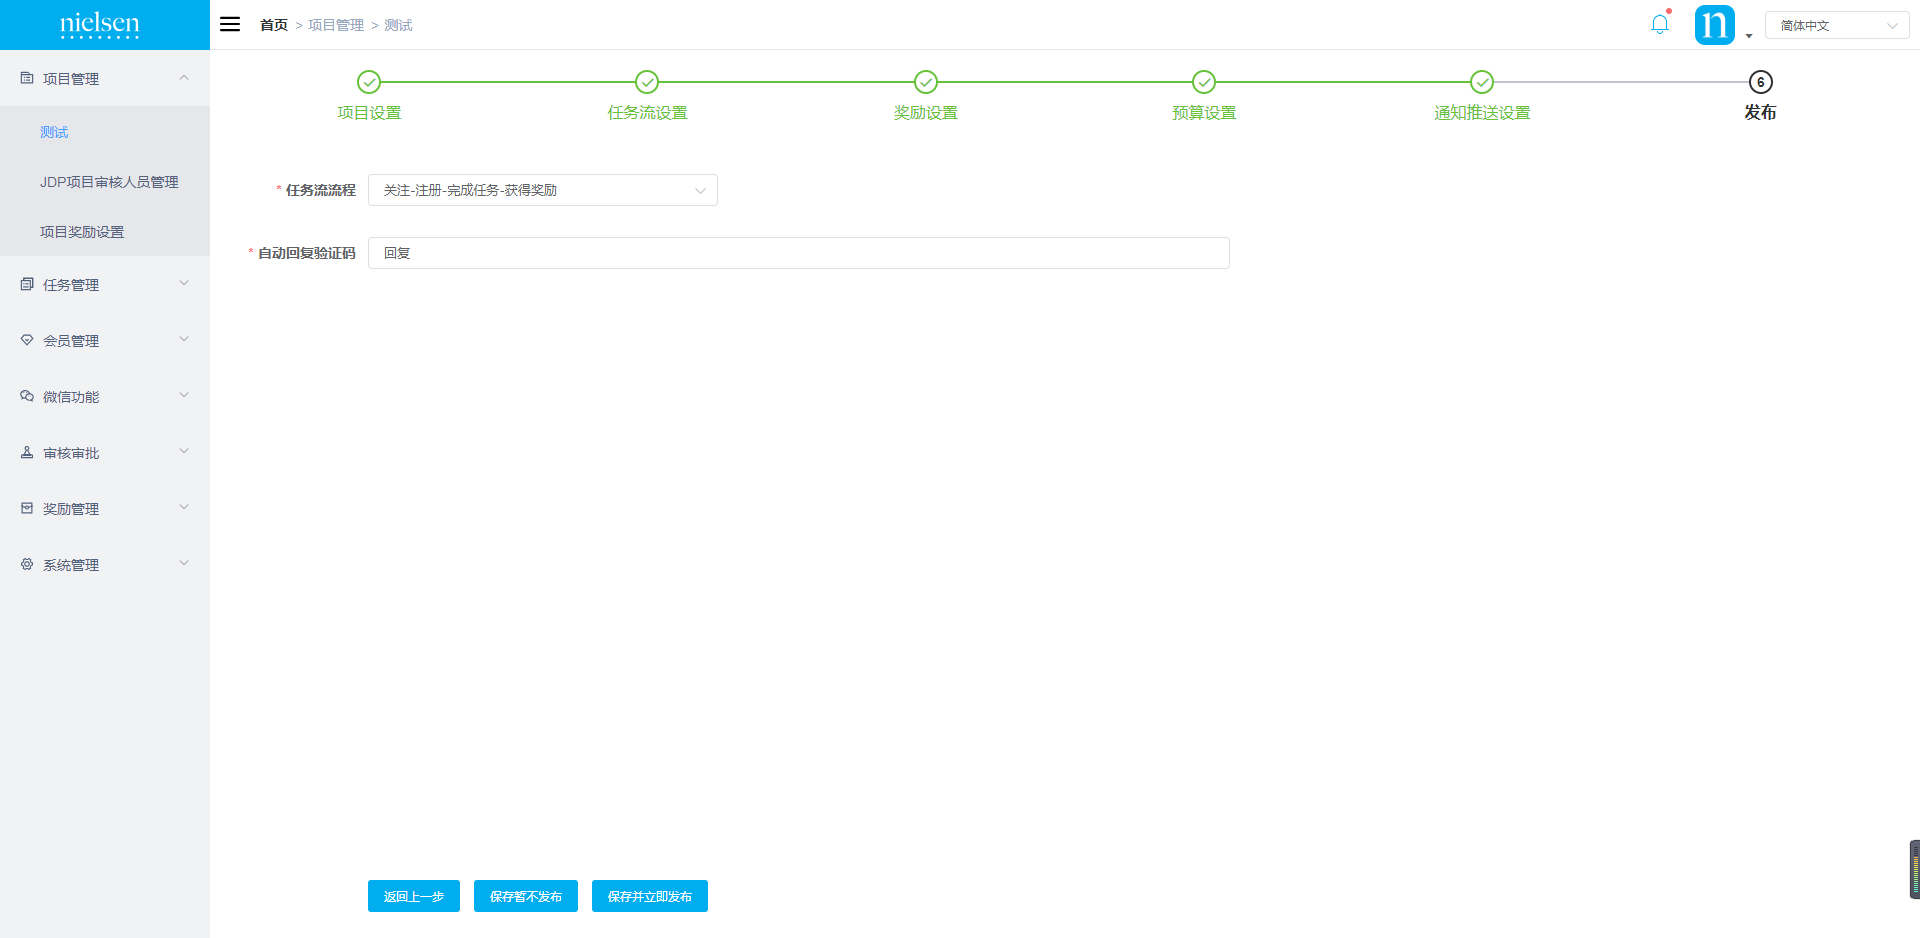 nielsen
首页 > 项目管理 > 测试
n
简体中文
项目管理
测试
JDP项目审核人员管理
项目奖励设置
任务管理
会员管理
微信功能
审核审批
奖励管理
系统管理
6
项目设置
任务流设置
奖励设置
预算设置
通知推送设置
发布
* 任务流流程
关注-注册-完成任务-获得奖励
* 自动回复验证码
回复
返回上一步
保存暂不发布
保存并立即发布